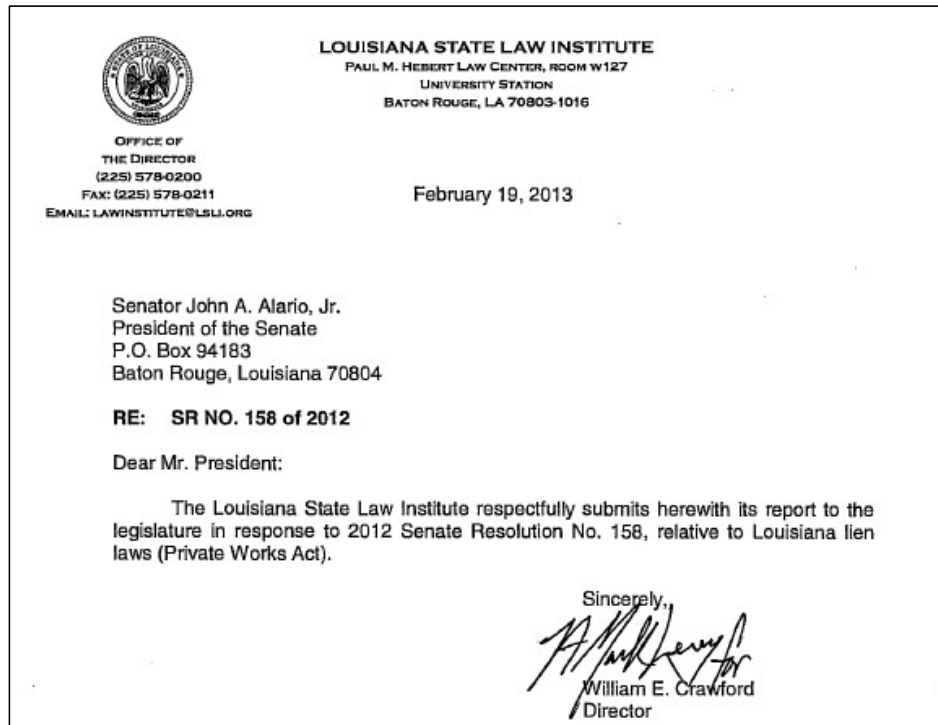 LOUISIANA STATE LAW INSTITUTE
PAUL M. HEBERT LAW CENTER, ROOM W127
UNIVERSITY STATION
BATON ROUGE, LA 70803-1016
STATE OF LOUISIANA
OFFICE OF
THE DIRECTOR
(225) 578-0200
FAX: (225) 578-0211
EMAIL: LAWINSTITUTE@LSLI.ORG
February 19, 2013
Senator John A. Alario, Jr.
President of the Senate
P.O. Box 94183
Baton Rouge, Louisiana 70804
RE: SR NO. 158 of 2012
Dear Mr. President:
The Louisiana State Law Institute respectfully submits herewith its report to the
legislature in response to 2012 Senate Resolution No. 158, relative to Louisiana lien
laws (Private Works Act).
Sincerely,
for
William E. Crawford
Director